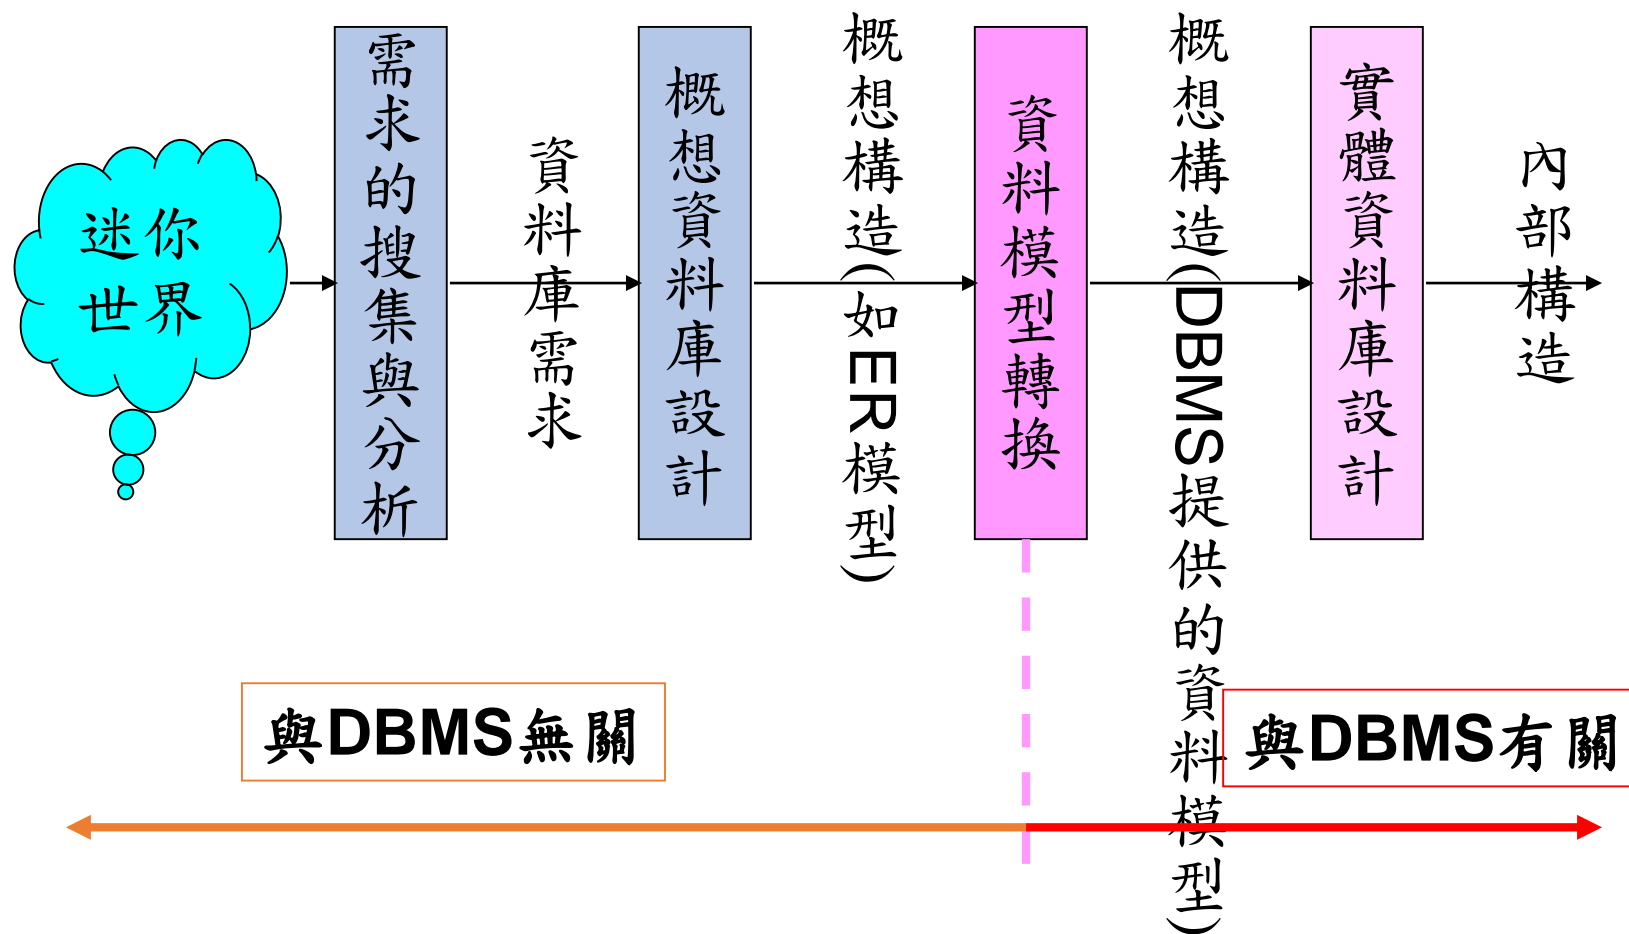 迷你
世界
需求的搜集與分析
資料庫需求
概想資料庫設計
概想構造(如ER模型)
資料模型轉換
概想構造(DBMS提供的資料模型)
實體資料庫設計
內部構造
與DBMS無關
與DBMS有關